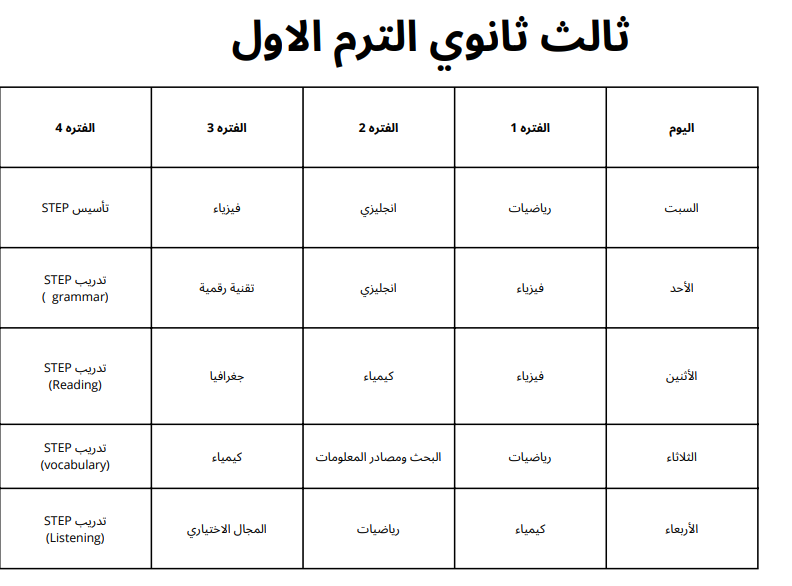 ثالث ثانوي الترم الاول
اليوم
الفتره 1
الفتره 2
الفتره 3
الفتره 4
السبت
رياضيات
انجليزي
فيزياء
تأسيس STEP
الأحد
فيزياء
انجليزي
تقنية رقمية
تدريب STEP
( grammar)
الأثنين
فيزياء
كيمياء
جغرافيا
تدريب STEP
(Reading)
الثلاثاء
رياضيات
البحث ومصادر المعلومات
كيمياء
تدريب STEP
(vocabulary)
الأربعاء
كيمياء
رياضيات
المجال الاختياري
تدريب STEP
(Listening)